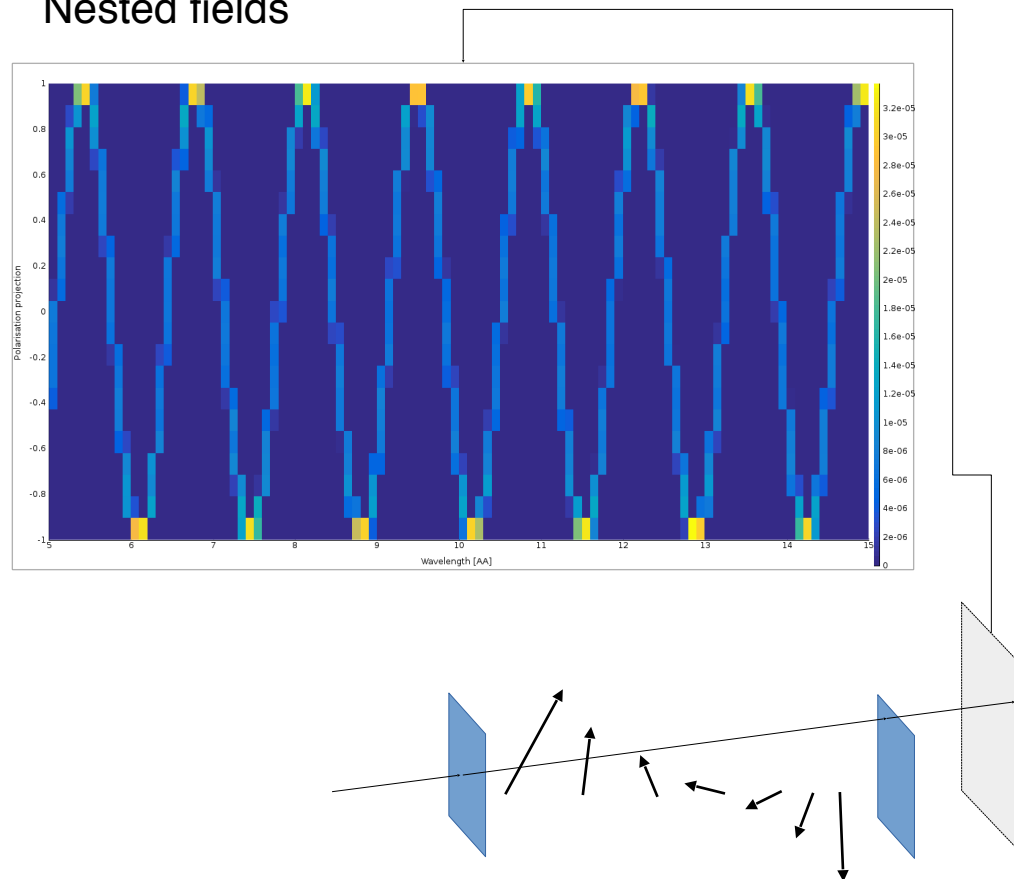 Nested fields
1
0.8
0.6
0.4
0.2
0
-0.2
-0.4
-0.6
-0.8
-1
Polarisation projection
5 6 7 8 9 10 11 12 13 14 15
Wavelength [AA]
3.2e-05
3e-05
2.8e-05
2.6e-05
2.4e-05
2.2e-05
2e-05
1.8e-05
1.6e-05
1.4e-05
1.2e-05
1e-05
8e-06
6e-06
4e-06
2e-06
0